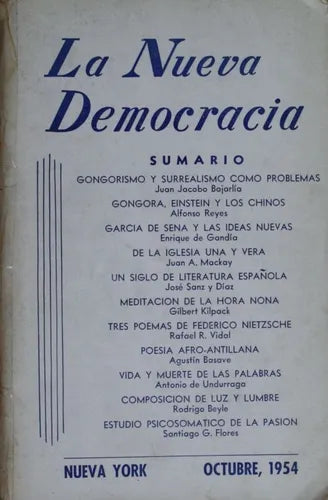 La Nueva
Democracia
SUMARIO
GONGORISMO Y SURREALISMO COMO PROBLEMAS
Juan Jacobo Bajarlía
GONGORA, EINSTEIN Y LOS CHINOS
Alfonso Reyes
GARCIA DE SENA Y LAS IDEAS NUEVAS
Enrique de Gandía
DE LA IGLESIA UNA Y VERA
Juan A. Mackay
UN SIGLO DE LITERATURA ESPAÑOLA
José Sanz y Díaz
MEDITACION DE LA HORA NONA
Gilbert Kilpack
TRES POEMAS DE FEDERICO NIETZSCHE
Rafael R. Vidal
POESIA AFRO-ANTILLANA
Agustín Basave
VIDA Y MUERTE DE LAS PALABRAS
Antonio de Undurraga
COMPOSICION DE LUZ Y LUMBRE
Rodrigo Beyle
ESTUDIO PSICOSOMATICO DE LA PASION
Santiago G. Flores
NUEVA YORK OCTUBRE, 1954